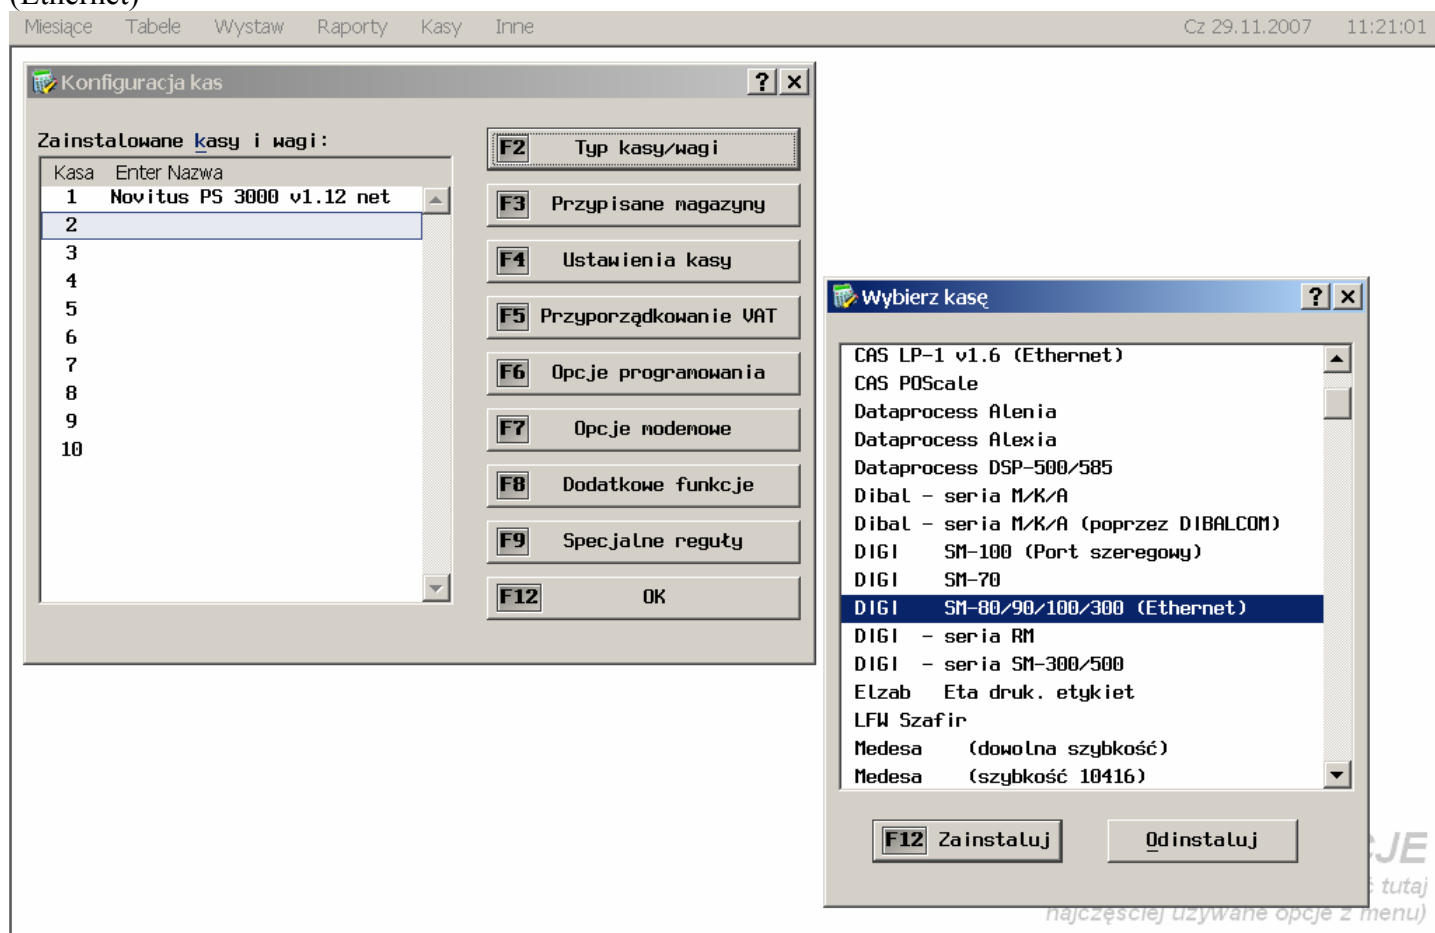 (Ethernet)
Miesiące Tabele Wystaw Raporty Kasy Inne Cz 29.11.2007 11:21:01
Konfiguracja kas
Zainstalowane kasy i wagi:
Kasa Enter Nazwa
1 Novitus PS 3000 v1.12 net
2
3
4
5
6
7
8
9
10
F2 Typ kasy/wagi
F3 Przypisane magazyny
F4 Ustawienia kasy
F5 Przyporządkowanie VAT
F6 Opcje programowania
F7 Opcje modemowe
F8 Dodatkowe funkcje
F9 Specjalne reguły
F12 OK
Wybierz kasę
CAS LP-1 v1.6 (Ethernet)
CAS POScale
Dataprocess Alenia
Dataprocess Alexia
Dataprocess DSP-500/585
Dibal - seria M/K/A
Dibal - seria M/K/A (poprzez DIBALCOM)
DIGI SM-100 (Port szeregowy)
DIGI SM-70
DIGI SM-80/90/100/300 (Ethernet)
DIGI - seria RM
DIGI - seria SM-300/500
Elzab Eta druk. etykiet
LFW Szafir
Medesa (dowolna szybkość)
Medesa (szybkość 10416)
F12 Zainstaluj
Odinstaluj
CJE
tutaj
najczęściej używane opcje z menu)